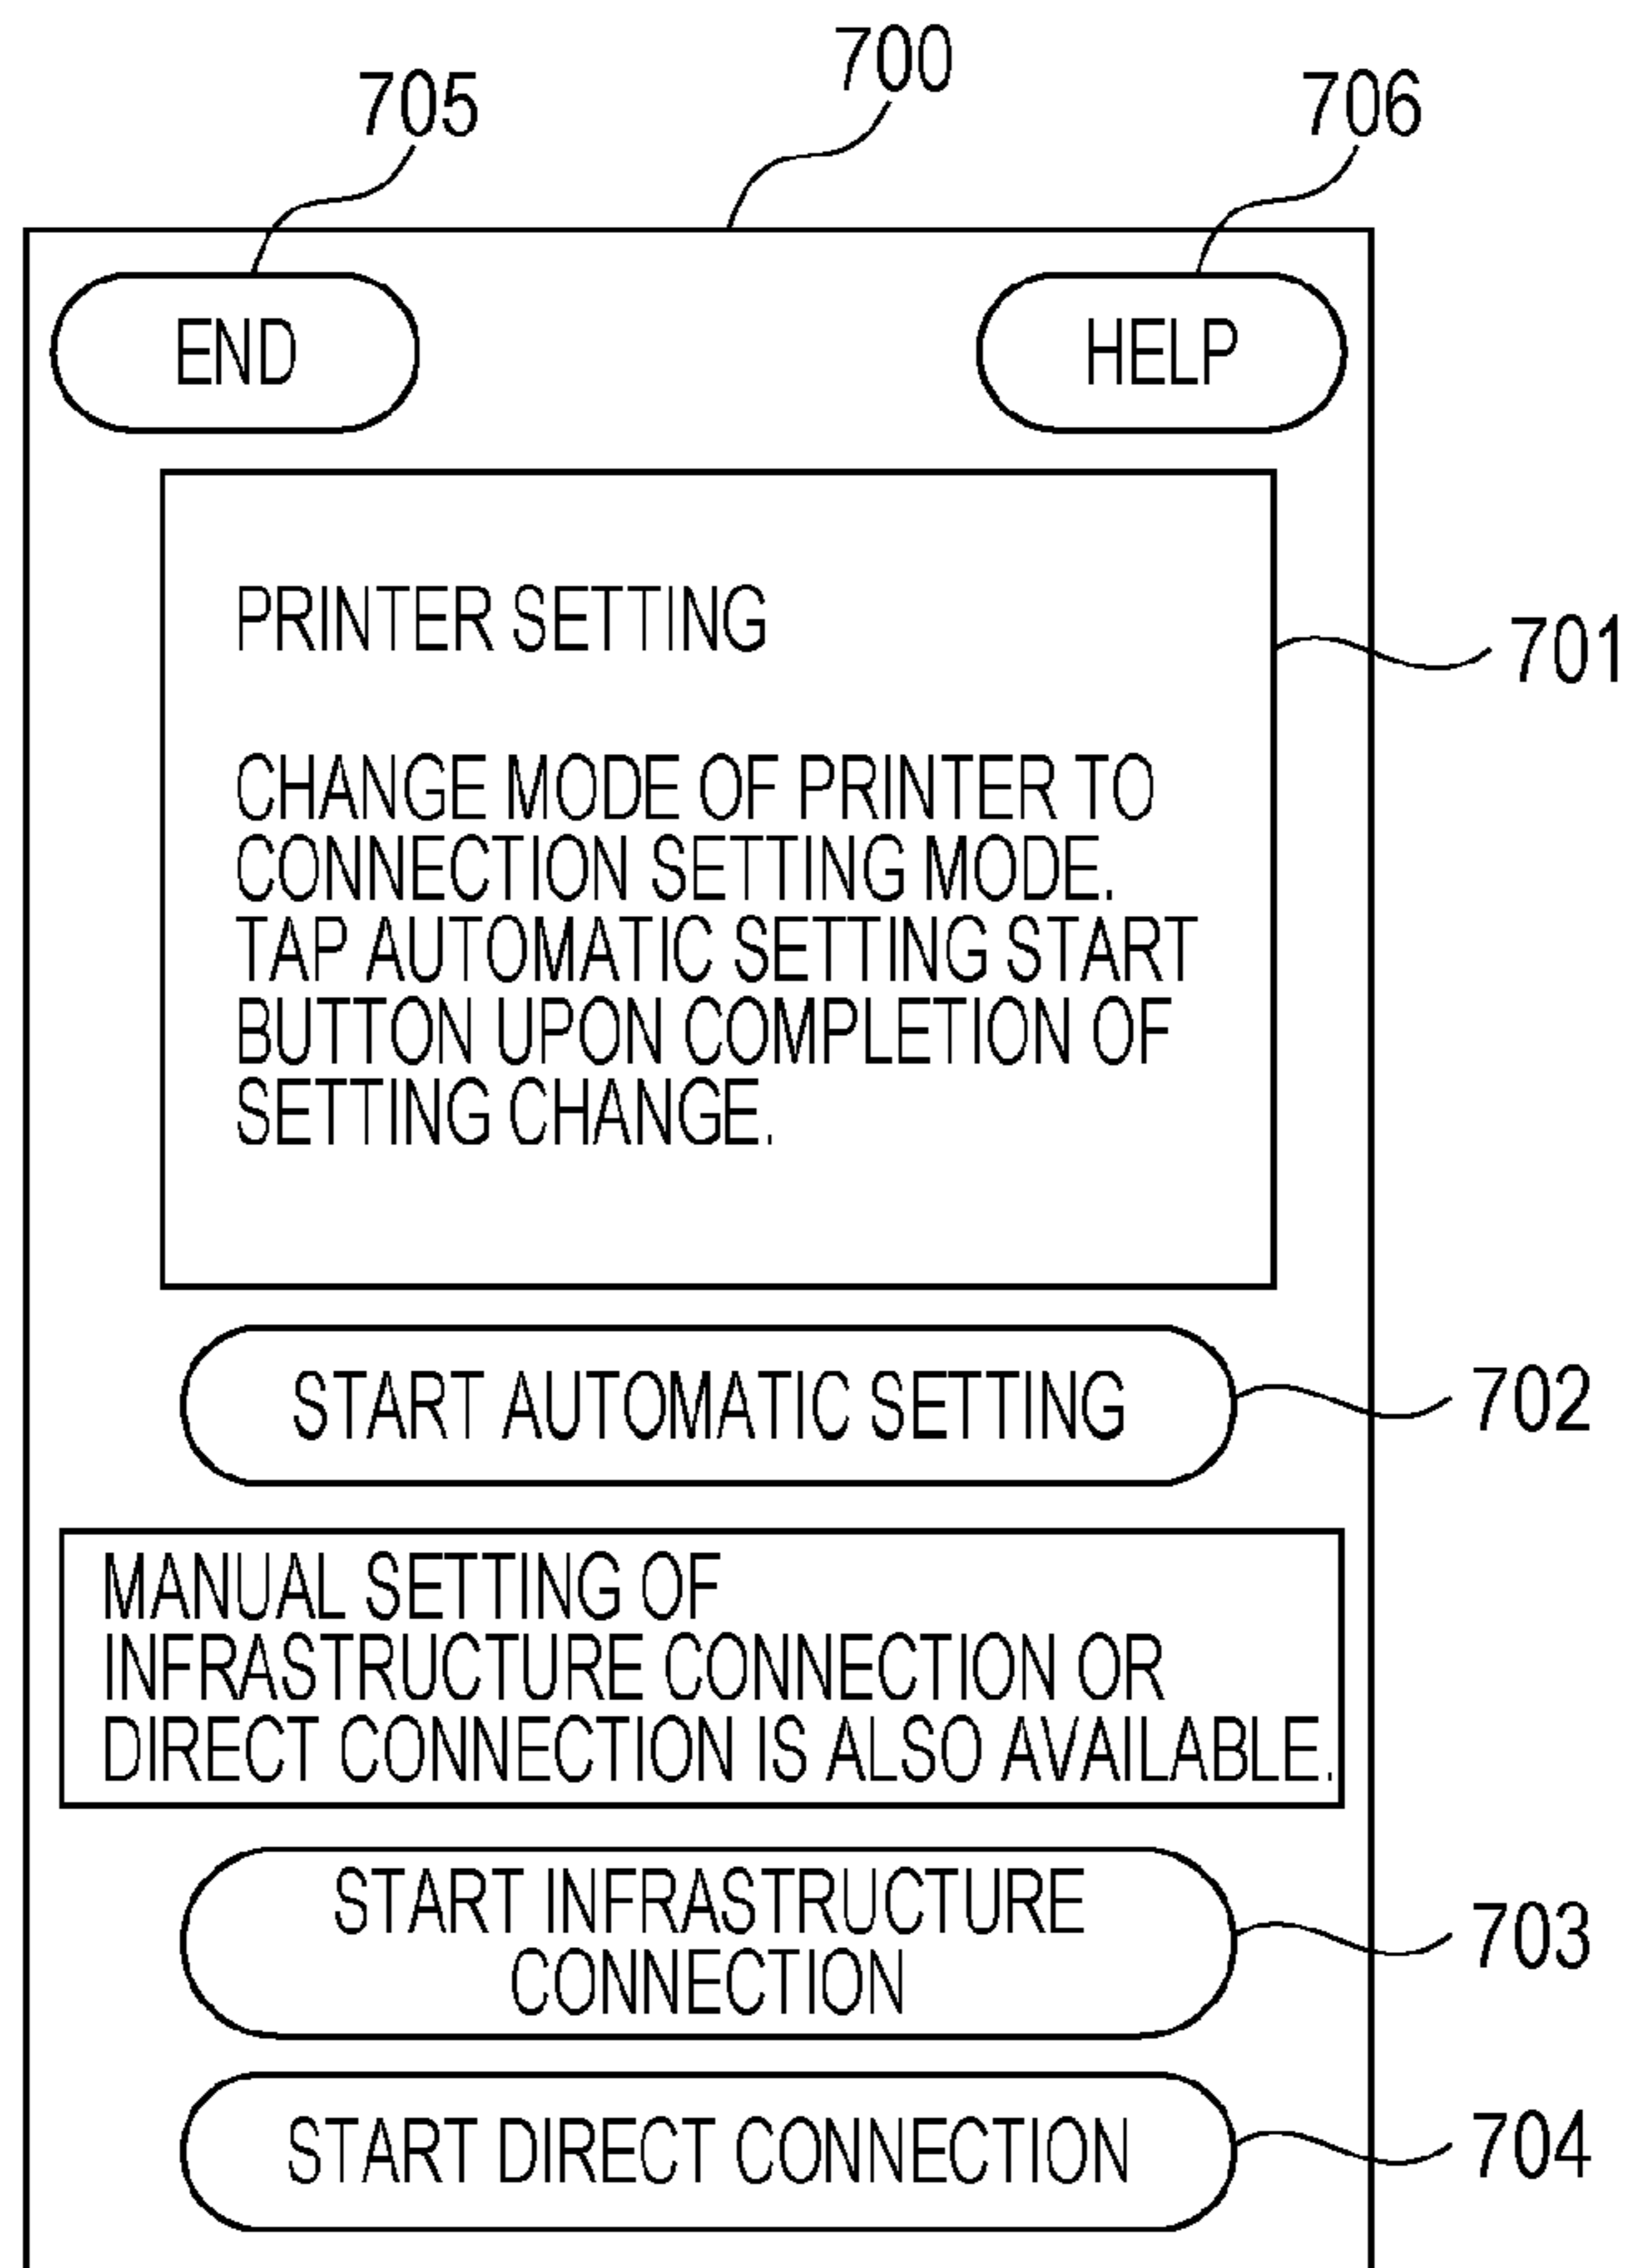 700
705
706
END
HELP
PRINTER SETTING
701
CHANGE MODE OF PRINTER TO
CONNECTION SETTING MODE.
TAP AUTOMATIC SETTING START
BUTTON UPON COMPLETION OF
SETTING CHANGE.
START AUTOMATIC SETTING
702
MANUAL SETTING OF
INFRASTRUCTURE CONNECTION OR
DIRECT CONNECTION IS ALSO AVAILABLE.
START INFRASTRUCTURE
CONNECTION
703
START DIRECT CONNECTION
704